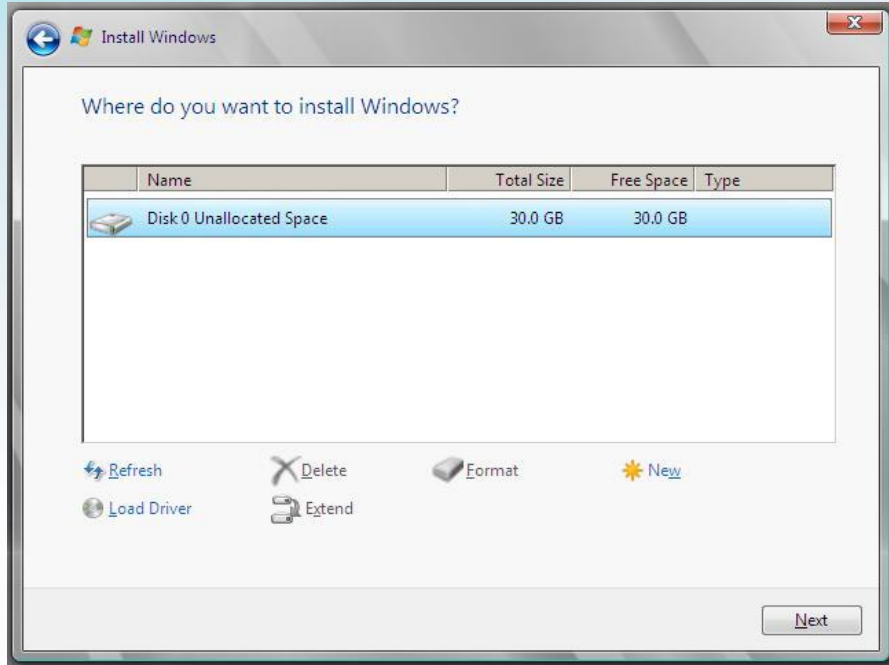 Install Windows
Where do you want to install Windows?
Name Total Size Free Space Type
Disk 0 Unallocated Space 30.0 GB 30.0 GB
Refresh Delete Format New
Load Driver Extend
Next